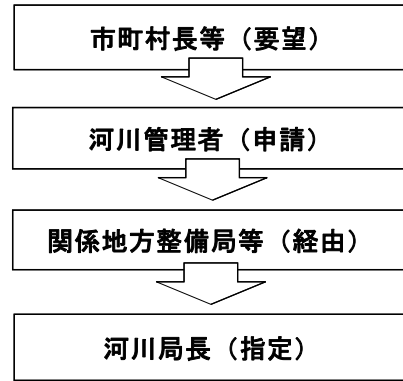 市町村長等（要望）
河川管理者（申請）
関係地方整備局等（経由）
河川局長（指定）